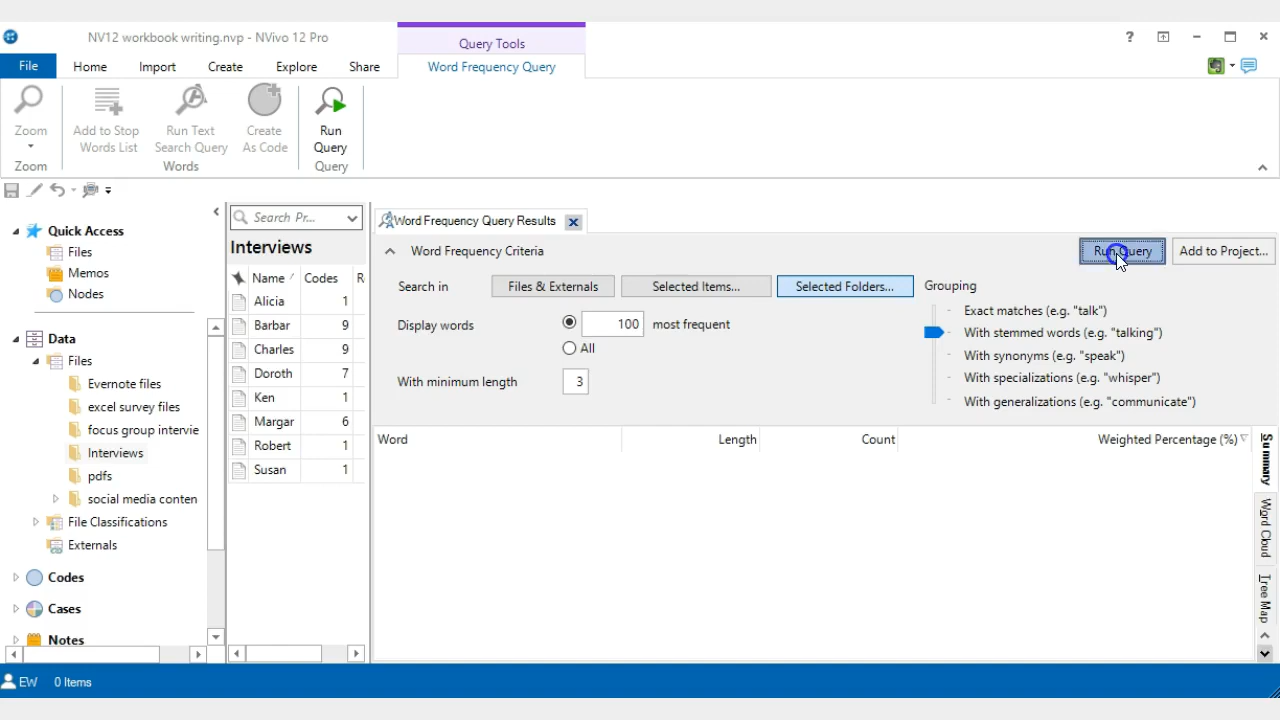 NV12 workbook writing.nvp - NVivo 12 Pro
Query Tools
?
File
Home
Import
Create
Explore
Share
Word Frequency Query
Zoom
Add to Stop
Words List
Run Text
Search Query
Create
As Code
Run
Query
Zoom
Words
Query
Quick Access
Files
Memos
Nodes
Data
Files
Evernote files
excel survey files
focus group intervie
Interviews
pdfs
social media conten
File Classifications
Externals
Codes
Cases
Notes
Search Pr...
Interviews
Name Codes R
Alicia 1
Barbar 9
Charles 9
Doroth 7
Ken 1
Margar 6
Robert 1
Susan 1
Word Frequency Query Results
Word Frequency Criteria
Run Query
Add to Project...
Search in
Files & Externals
Selected Items...
Selected Folders...
Grouping
Display words
100 most frequent
All
With minimum length
3
Exact matches (e.g. "talk")
With stemmed words (e.g. "talking")
With synonyms (e.g. "speak")
With specializations (e.g. "whisper")
With generalizations (e.g. "communicate")
Word Length Count Weighted Percentage (%)
Summary
Word Cloud
Tree Map
EW 0 Items